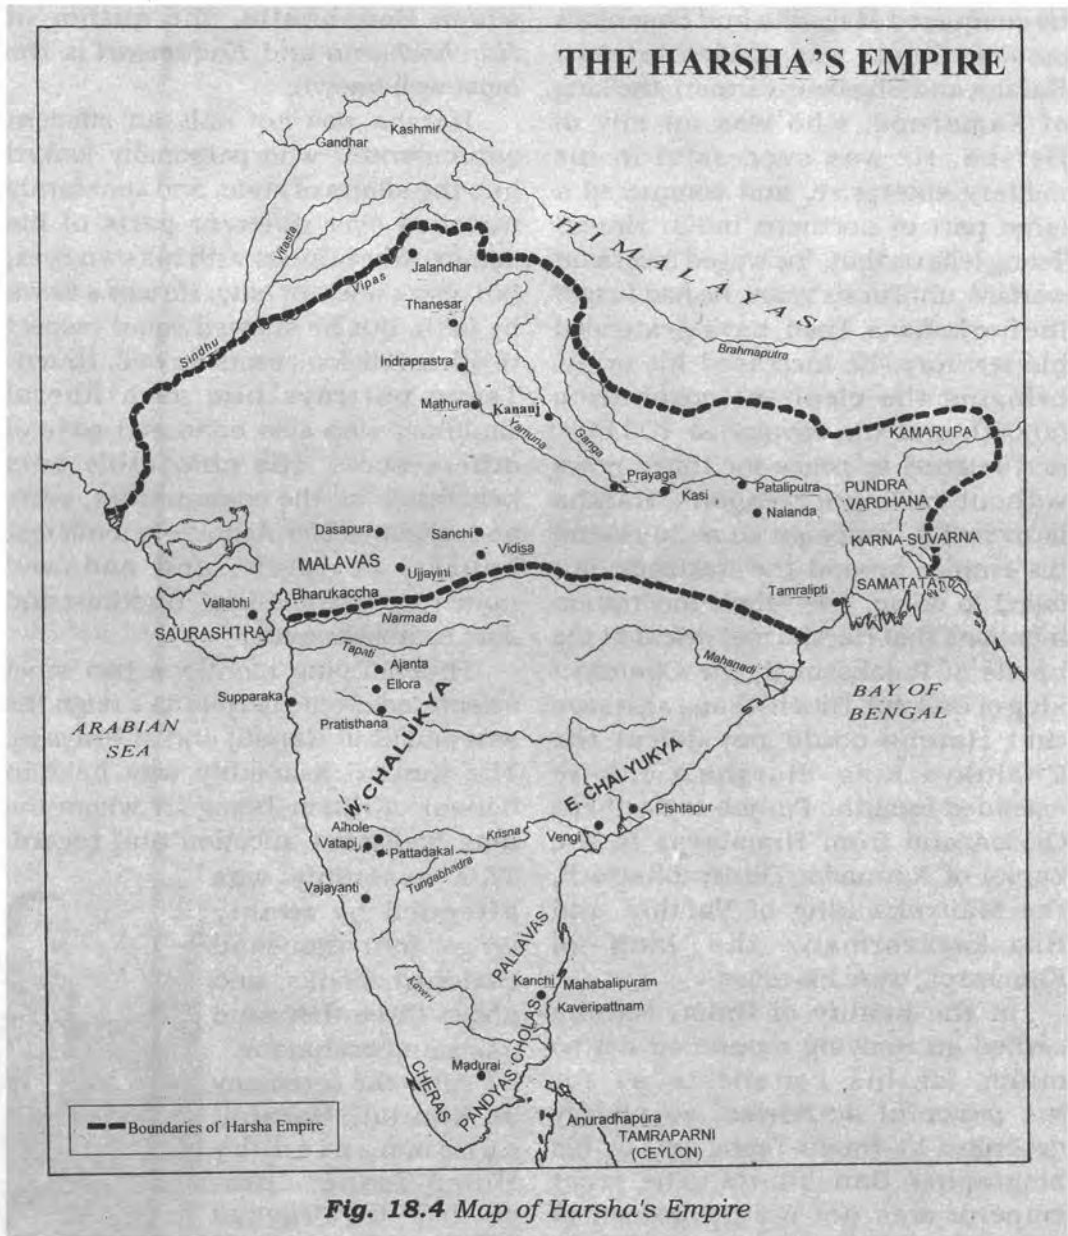 THE HARSHA'S EMPIRE
Kashmir
Gandhar
HIMALAYAS
Vitasta
Jalandhar
Vipas
Thanesar
Sindhu
Brahmaputra
Indraprastra
Mathura
Kanauj
KAMARUPA
Yamuna
Ganga
Prayaga
Kasi
Pataliputra
PUNDRA
VARDHANA
Nalanda
Dasapura
Sanchi
KARNA-SUVARNA
Vidisa
MALAVAS
Ujjayini
SAMATATA
Bharukaccha
Tamralipti
Vallabhi
Narmada
SAURASHTRA
Tapati
Mahanadi
Ajanta
Ellora
Supparaka
Pratisthana
ARABIAN
SEA
BAY OF
BENGAL
W. CHALUKYA
E. CHALYUKYA
Pishtapur
Aihole
Krisna
Vengi
Vatapi
Pattadakal
Tungabhadra
Vajayanti
PALLAVAS
Kaveri
Kanchi
Mahabalipuram
Kaveripattnam
CHOLAS
Madurai
CHERAS
PANDYAS
Anuradhapura
TAMRAPARNI
(CEYLON)
Boundaries of Harsha Empire
Fig. 18.4 Map of Harsha's Empire